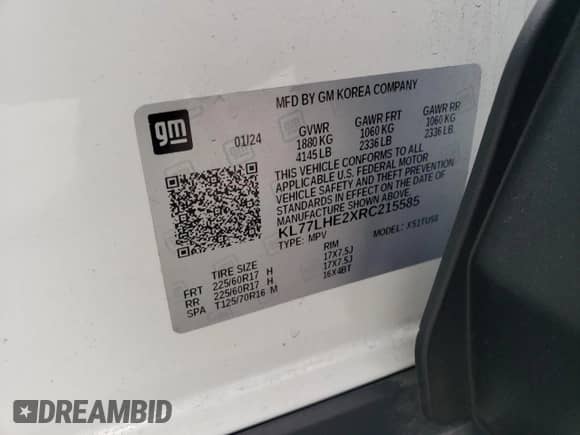 MFD BY GM KOREA COMPANY
gm
01/24
GVWR GAWR FRT GAWR RR
1880 KG 1060 KG 1060 KG
4145 LB 2336 LB 2336 LB
THIS VEHICLE CONFORMS TO ALL
APPLICABLE U.S. FEDERAL MOTOR
VEHICLE SAFETY AND THEFT PREVENTION
STANDARDS IN EFFECT ON THE DATE OF
MANUFACTURE SHOWN ABOVE.
KL77LHE2XRC215585
TYPE: MPV MODEL:
TIRE SIZE RIM
FRT 225/60R17 H 17X7.5J
RR 225/60R17 H 17X7.5J
SPA T125/70R16 M 16X4BT
DREAMBID